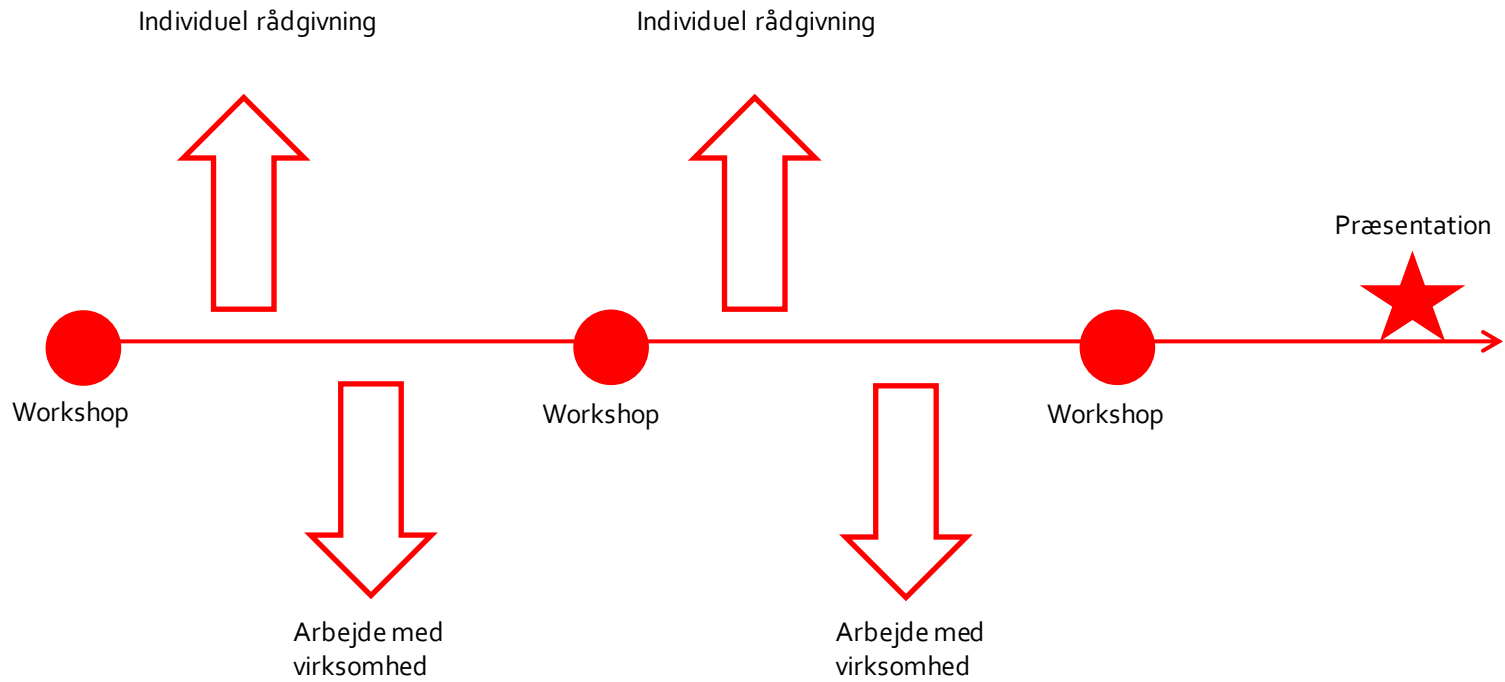 Individuel rådgivning
Individuel rådgivning
Præsentation
Workshop
Workshop
Workshop
Arbejde med
virksomhed
Arbejde med
virksomhed